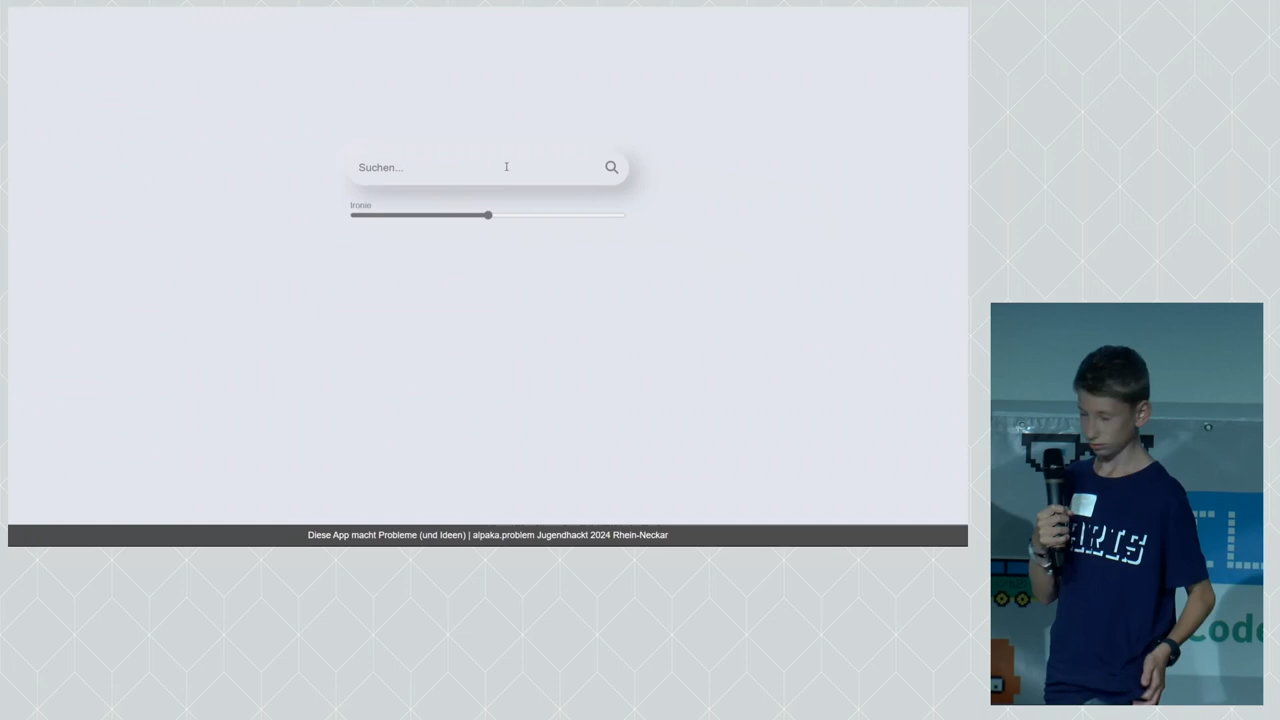 Suchen...
Ironie
Diese App macht Probleme (und Ideen) | alpaka.problem Jugendhackt 2024 Rhein-Neckar